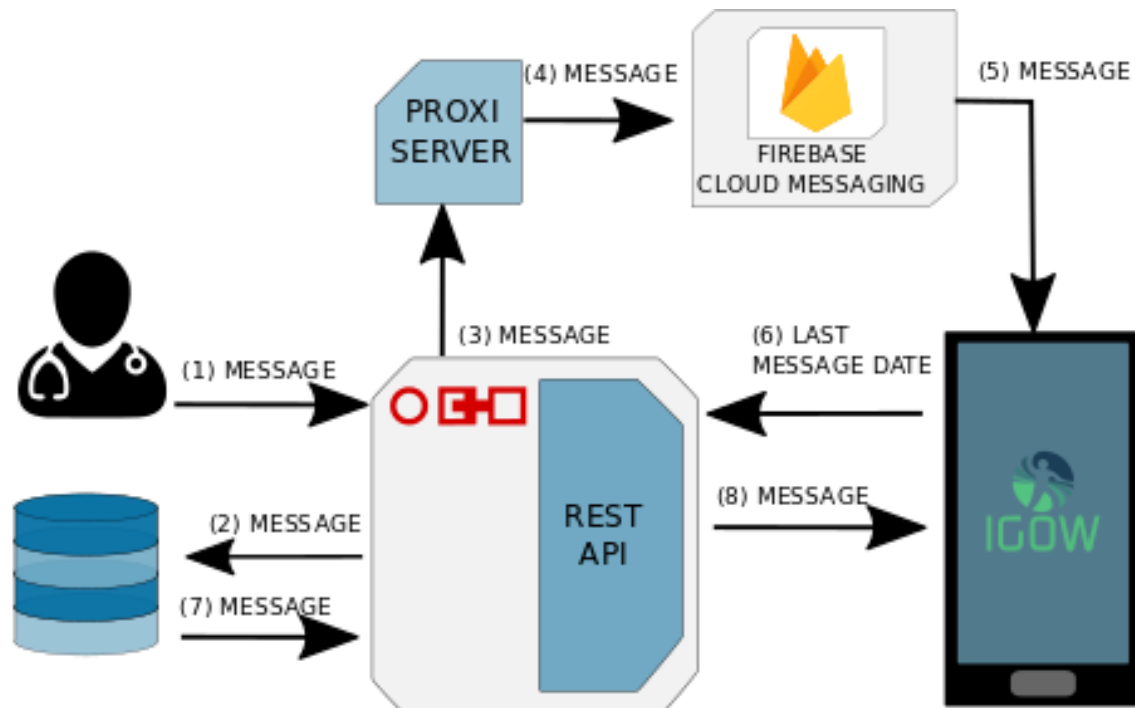 (4) MESSAGE
(5) MESSAGE
PROXI
SERVER
FIREBASE
CLOUD MESSAGING
(3) MESSAGE
(6) LAST
MESSAGE DATE
(1) MESSAGE
(8) MESSAGE
REST
API
IGOW
(2) MESSAGE
(7) MESSAGE